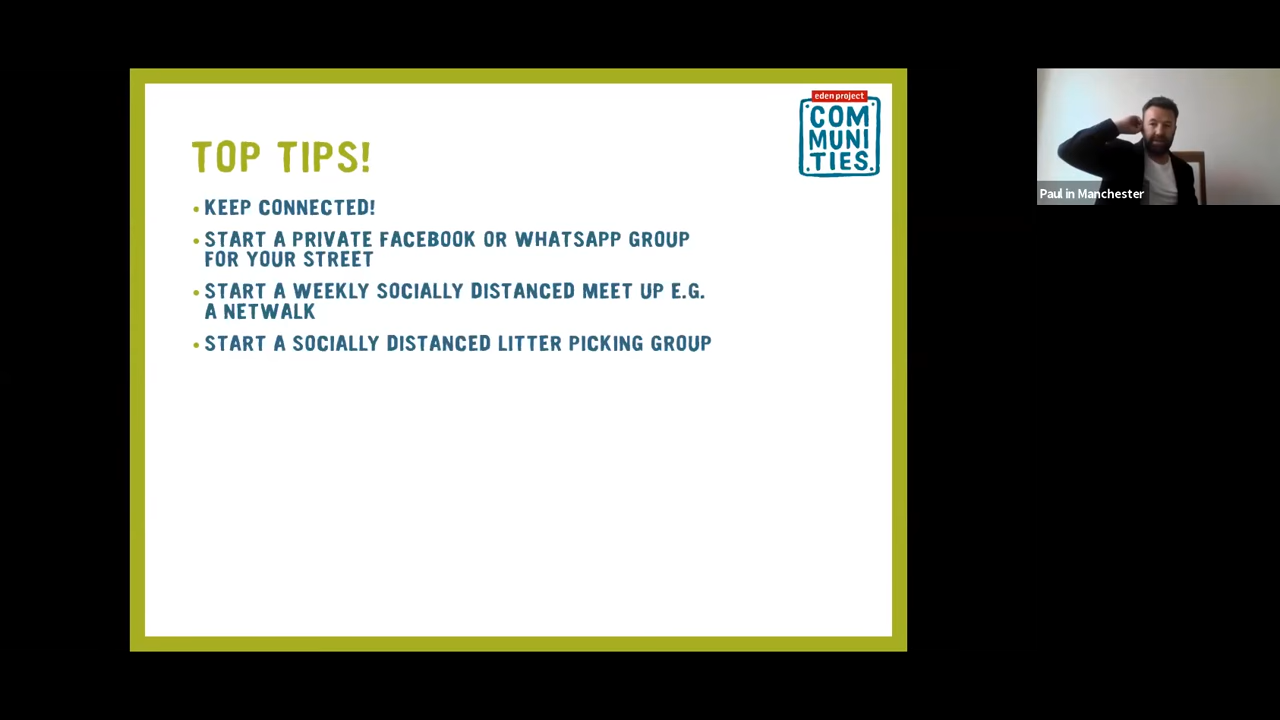 eden project
COM
MUNI
TIES
TOP TIPS!
• KEEP CONNECTED!
• START A PRIVATE FACEBOOK OR WHATSAPP GROUP
FOR YOUR STREET
• START A WEEKLY SOCIALLY DISTANCED MEET UP E.G.
A NETWALK
• START A SOCIALLY DISTANCED LITTER PICKING GROUP
Paul in Manchester